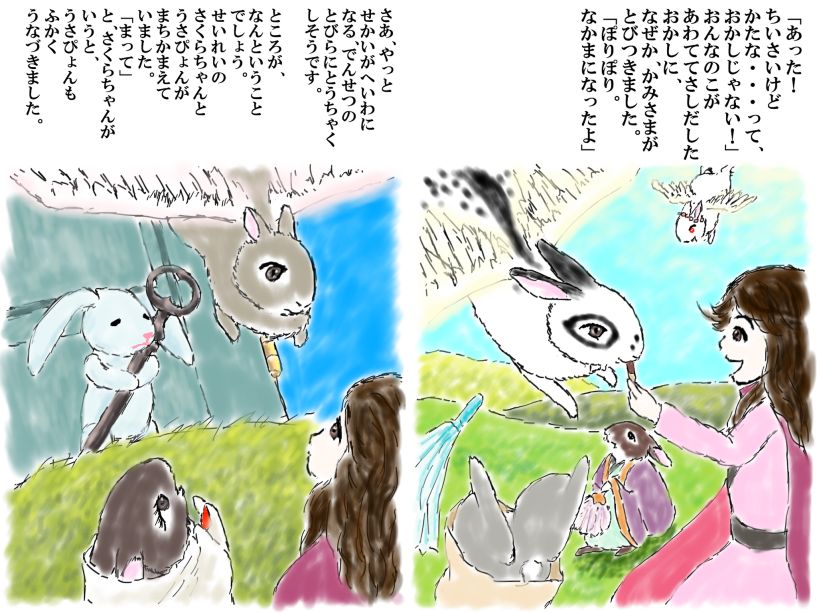 「あった！
ちいさいけど
かたな・・・って、
おかしじゃない！」
おんなのこが
あわててさしだした
おかしに、
なぜか、かみさまが
とびつきました。
「ぽりぽり。
なかまになったよ」
さあ、やっと
せかいがへいわに
なる、でんせつの
とびらにとうちゃく
しそうです。
ところが、
なんということ
でしょう。
せいれいの
さくらちゃんと
うさぴょんが
まちかまえて
いました。
「まって」
と、さくらちゃんが
いうと、
うさぴょんも
ふかく
うなづきました。